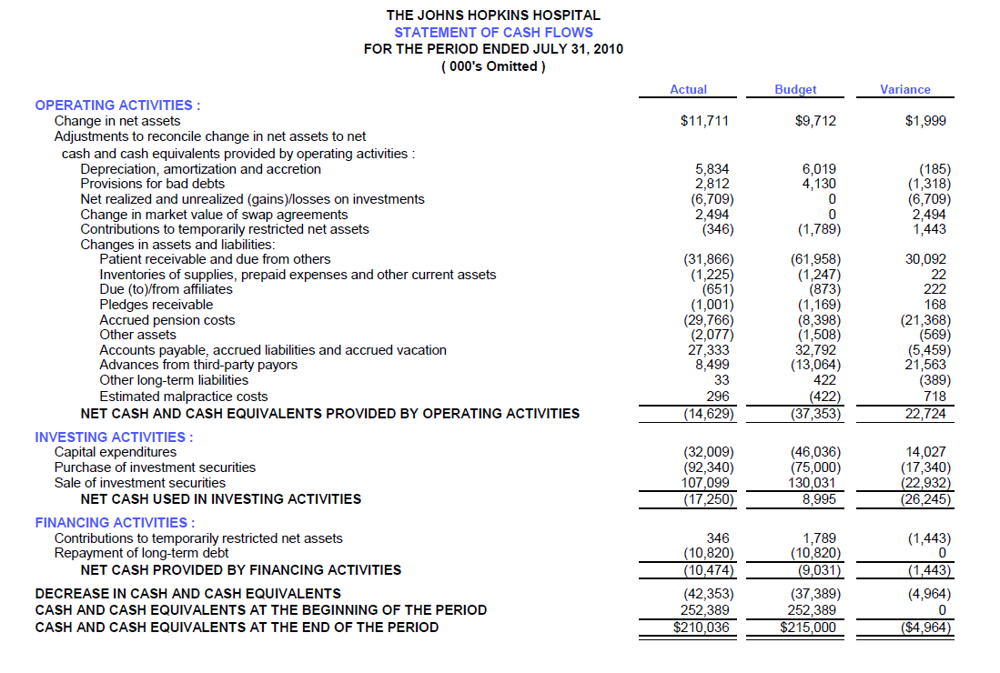 THE JOHNS HOPKINS HOSPITAL
STATEMENT OF CASH FLOWS
FOR THE PERIOD ENDED JULY 31, 2010
( 000's Omitted )
Actual Budget Variance
OPERATING ACTIVITIES :
Change in net assets $11,711 $9,712 $1,999
Adjustments to reconcile change in net assets to net
cash and cash equivalents provided by operating activities :
Depreciation, amortization and accretion 5,834 6,019 (185)
Provisions for bad debts 2,812 4,130 (1,318)
Net realized and unrealized (gains)/losses on investments (6,709) 0 (6,709)
Change in market value of swap agreements 2,494 0 2,494
Contributions to temporarily restricted net assets (346) (1,789) 1,443
Changes in assets and liabilities:
Patient receivable and due from others (31,866) (61,958) 30,092
Inventories of supplies, prepaid expenses and other current assets (1,225) (1,247) 22
Due (to)/from affiliates (651) (873) 222
Pledges receivable (1,001) (1,169) 168
Accrued pension costs (29,766) (8,398) (21,368)
Other assets (2,077) (1,508) (569)
Accounts payable, accrued liabilities and accrued vacation 27,333 32,792 (5,459)
Advances from third-party payors 8,499 (13,064) 21,563
Other long-term liabilities 33 422 (389)
Estimated malpractice costs 296 (422) 718
NET CASH AND CASH EQUIVALENTS PROVIDED BY OPERATING ACTIVITIES (14,629) (37,353) 22,724
INVESTING ACTIVITIES :
Capital expenditures (32,009) (46,036) 14,027
Purchase of investment securities (92,340) (75,000) (17,340)
Sale of investment securities 107,099 130,031 (22,932)
NET CASH USED IN INVESTING ACTIVITIES (17,250) 8,995 (26,245)
FINANCING ACTIVITIES :
Contributions to temporarily restricted net assets 346 1,789 (1,443)
Repayment of long-term debt (10,820) (10,820) 0
NET CASH PROVIDED BY FINANCING ACTIVITIES (10,474) (9,031) (1,443)
DECREASE IN CASH AND CASH EQUIVALENTS (42,353) (37,389) (4,964)
CASH AND CASH EQUIVALENTS AT THE BEGINNING OF THE PERIOD 252,389 252,389 0
CASH AND CASH EQUIVALENTS AT THE END OF THE PERIOD $210,036 $215,000 ($4,964)